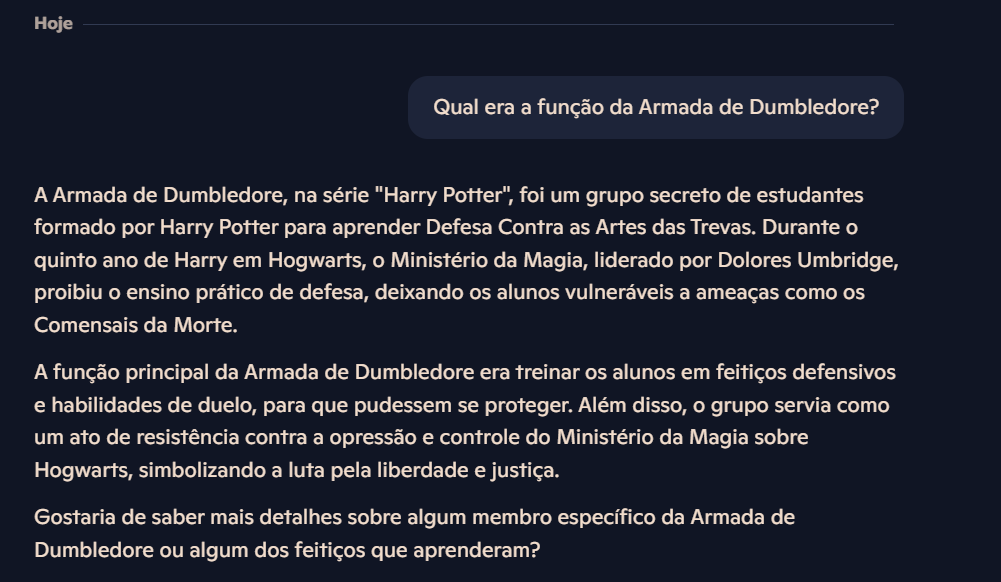 Hoje
Qual era a função da Armada de Dumbledore?
A Armada de Dumbledore, na série "Harry Potter", foi um grupo secreto de estudantes
formado por Harry Potter para aprender Defesa Contra as Artes das Trevas. Durante o
quinto ano de Harry em Hogwarts, o Ministério da Magia, liderado por Dolores Umbridge,
proibiu o ensino prático de defesa, deixando os alunos vulneráveis a ameaças como os
Comensais da Morte.
A função principal da Armada de Dumbledore era treinar os alunos em feitiços defensivos
e habilidades de duelo, para que pudessem se proteger. Além disso, o grupo servia como
um ato de resistência contra a opressão e controle do Ministério da Magia sobre
Hogwarts, simbolizando a luta pela liberdade e justiça.
Gostaria de saber mais detalhes sobre algum membro específico da Armada de
Dumbledore ou algum dos feitiços que aprenderam?